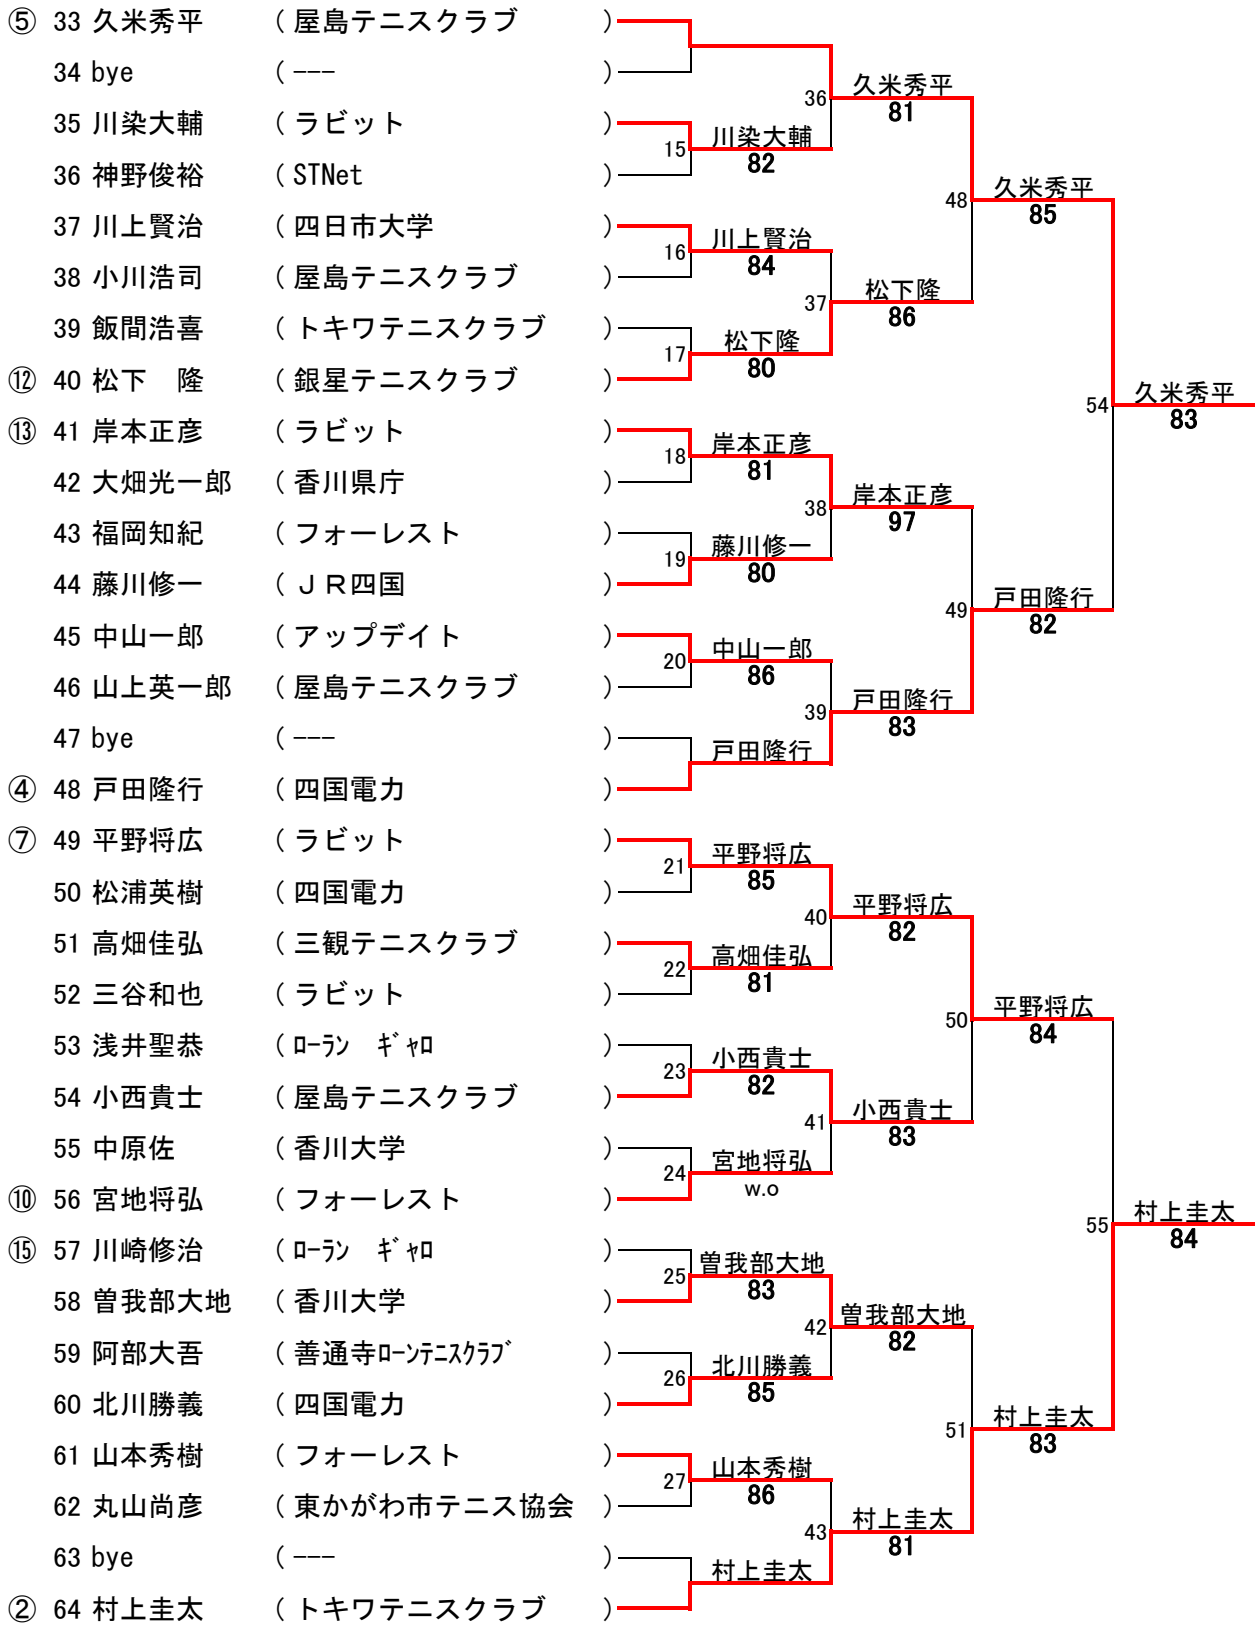 ⑤ 33 久米秀平 ( 屋島テニスクラブ )
34 bye ( --- )
36 久米秀平
81
35 川染大輔 ( ラビット )
15 川染大輔
82
36 神野俊裕 ( STNet )
48 久米秀平
85
37 川上賢治 ( 四日市大学 )
16 川上賢治
84
38 小川浩司 ( 屋島テニスクラブ )
37 松下隆
86
39 飯間浩喜 ( トキワテニスクラブ )
17 松下隆
80
⑫ 40 松下 隆 ( 銀星テニスクラブ )
54 久米秀平
83
⑬ 41 岸本正彦 ( ラビット )
18 岸本正彦
81
42 大畑光一郎 ( 香川県庁 )
38 岸本正彦
97
43 福岡知紀 ( フォーレスト )
19 藤川修一
80
44 藤川修一 ( ＪＲ四国 )
49 戸田隆行
82
45 中山一郎 ( アップデイト )
20 中山一郎
86
46 山上英一郎 ( 屋島テニスクラブ )
39 戸田隆行
83
47 bye ( --- )
戸田隆行
④ 48 戸田隆行 ( 四国電力 )
⑦ 49 平野将広 ( ラビット )
21 平野将広
85
50 松浦英樹 ( 四国電力 )
40 平野将広
82
51 高畑佳弘 ( 三観テニスクラブ )
22 高畑佳弘
81
52 三谷和也 ( ラビット )
50 平野将広
84
53 浅井聖恭 ( ﾛｰﾗﾝ ｷﾞｬﾛ )
23 小西貴士
82
54 小西貴士 ( 屋島テニスクラブ )
41 小西貴士
83
55 中原佐 ( 香川大学 )
24 宮地将弘
w.o
⑩ 56 宮地将弘 ( フォーレスト )
55 村上圭太
84
⑮ 57 川崎修治 ( ﾛｰﾗﾝ ｷﾞｬﾛ )
25 曽我部大地
83
58 曽我部大地 ( 香川大学 )
42 曽我部大地
82
59 阿部大吾 ( 善通寺ﾛｰﾝﾃﾆｽｸﾗﾌﾞ )
26 北川勝義
85
60 北川勝義 ( 四国電力 )
51 村上圭太
83
61 山本秀樹 ( フォーレスト )
27 山本秀樹
86
62 丸山尚彦 ( 東かがわ市テニス協会 )
43 村上圭太
81
63 bye ( --- )
村上圭太
② 64 村上圭太 ( トキワテニスクラブ )